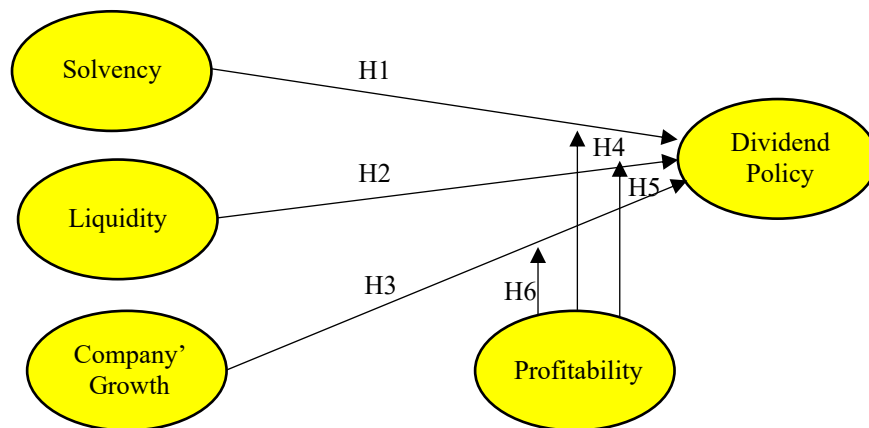 Solvency
H1
Dividend
Policy
H4
H2
H5
Liquidity
H3
H6
Company’
Growth
Profitability